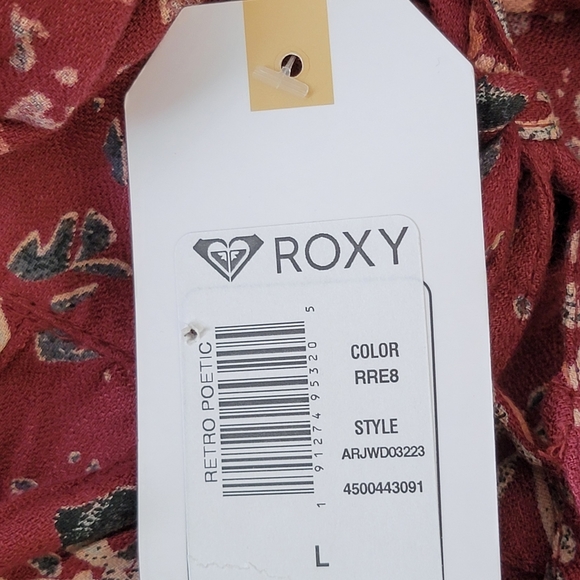 ROXY
RETRO POETIC
1 91274 95320 5
COLOR
RRE8
STYLE
ARJWD03223
4500443091
L